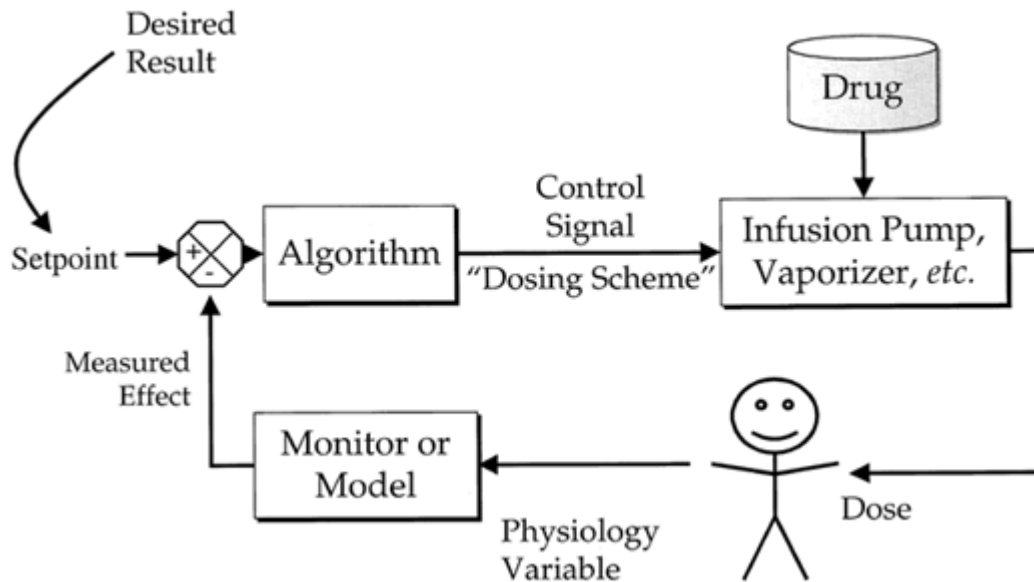 Desired
Result
Drug
Setpoint
+
-
Algorithm
Control
Signal
“Dosing Scheme”
Infusion Pump,
Vaporizer, etc.
Measured
Effect
Monitor or
Model
Physiology
Variable
Dose